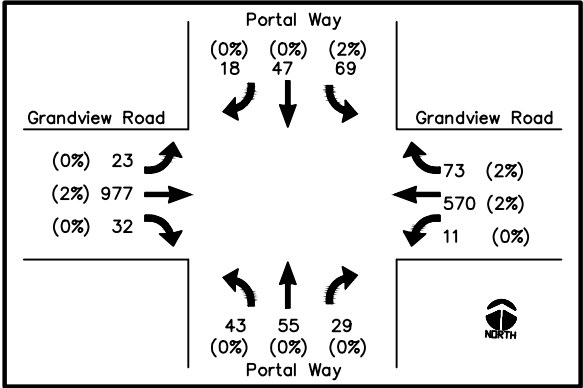 Portal Way
(0%) (0%) (2%)
18 47 69
Grandview Road
Grandview Road
(0%) 23
(2%) 977
(0%) 32
73 (2%)
570 (2%)
11 (0%)
43 55 29
(0%) (0%) (0%)
Portal Way
NORTH